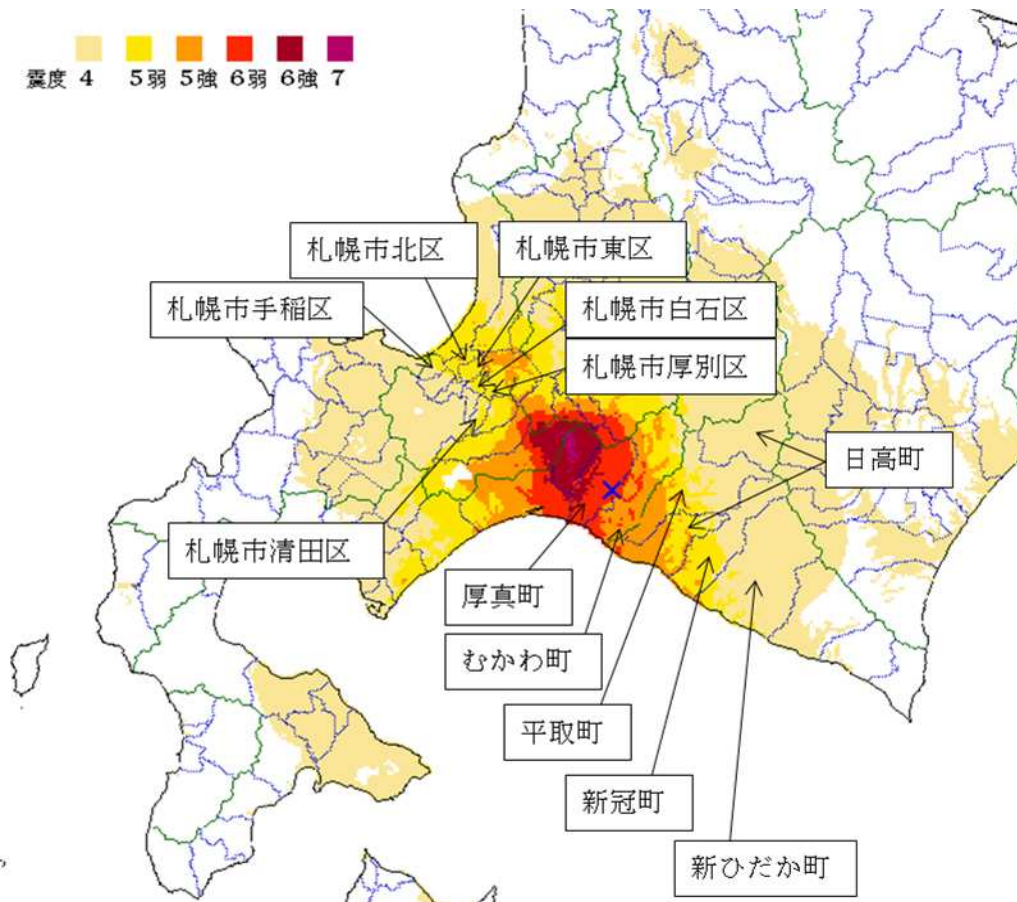 震度 4 5弱 5強 6弱 6強 7
札幌市北区
札幌市東区
札幌市手稲区
札幌市白石区
札幌市厚別区
日高町
札幌市清田区
厚真町
むかわ町
平取町
新冠町
新ひだか町